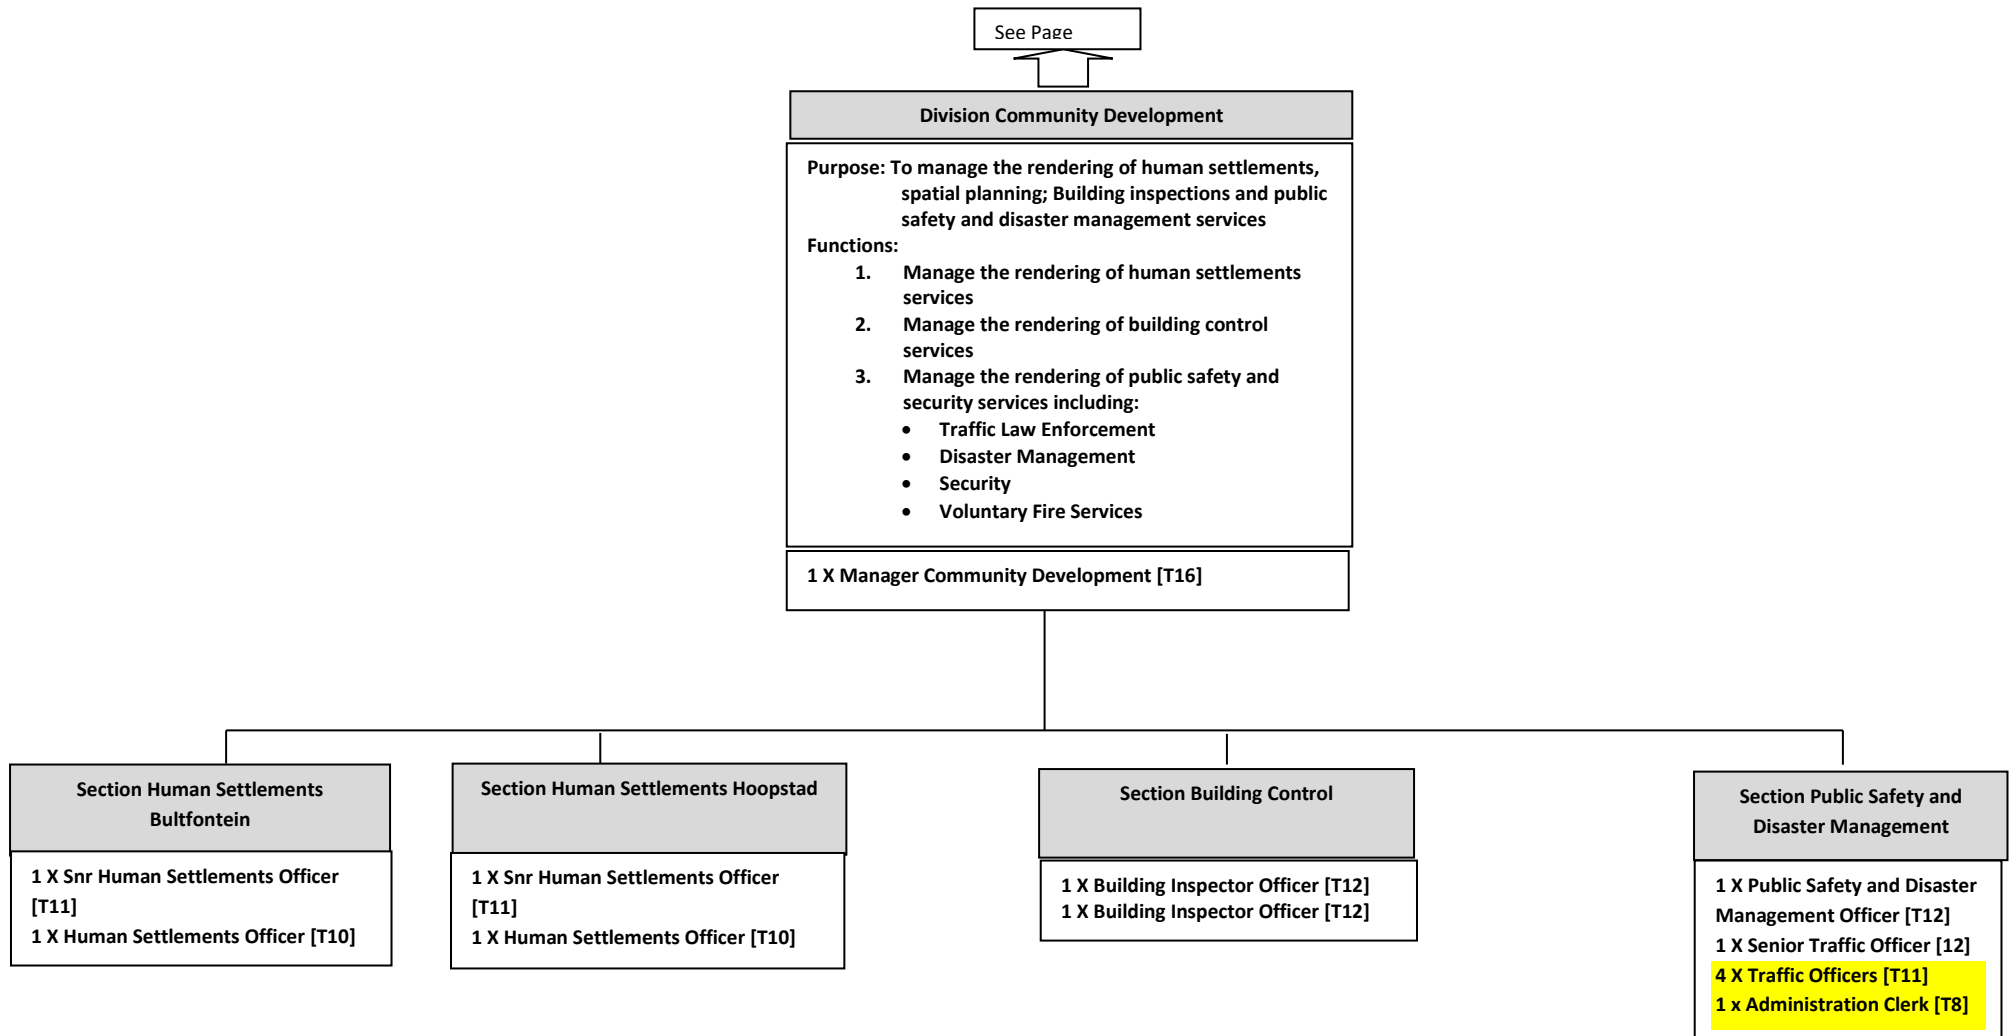 See Page
Division Community Development
Purpose: To manage the rendering of human settlements,
spatial planning; Building inspections and public
safety and disaster management services
Functions:
1. Manage the rendering of human settlements
services
2. Manage the rendering of building control
services
3. Manage the rendering of public safety and
security services including:
• Traffic Law Enforcement
• Disaster Management
• Security
• Voluntary Fire Services
1 X Manager Community Development [T16]
Section Human Settlements
Bultfontein
1 X Snr Human Settlements Officer
[T11]
1 X Human Settlements Officer [T10]
Section Human Settlements Hoopstad
1 X Snr Human Settlements Officer
[T11]
1 X Human Settlements Officer [T10]
Section Building Control
1 X Building Inspector Officer [T12]
1 X Building Inspector Officer [T12]
Section Public Safety and
Disaster Management
1 X Public Safety and Disaster
Management Officer [T12]
1 X Senior Traffic Officer [12]
4 X Traffic Officers [T11]
1 x Administration Clerk [T8]